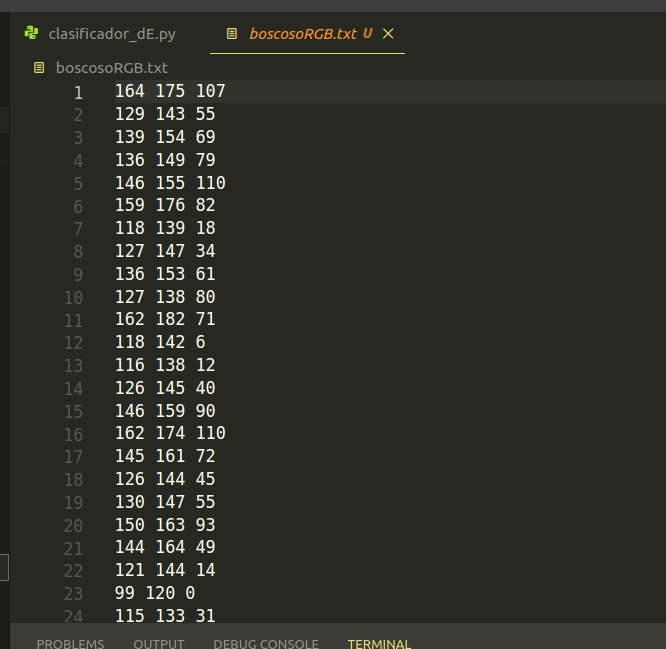 clasificador_dE.py boscosoRGB.txt U
boscosoRGB.txt
1 164 175 107
2 129 143 55
3 139 154 69
4 136 149 79
5 146 155 110
6 159 176 82
7 118 139 18
8 127 147 34
9 136 153 61
10 127 138 80
11 162 182 71
12 118 142 6
13 116 138 12
14 126 145 40
15 146 159 90
16 162 174 110
17 145 161 72
18 126 144 45
19 130 147 55
20 150 163 93
21 144 164 49
22 121 144 14
23 99 120 0
24 115 133 31
PROBLEMS OUTPUT DEBUG CONSOLE TERMINAL